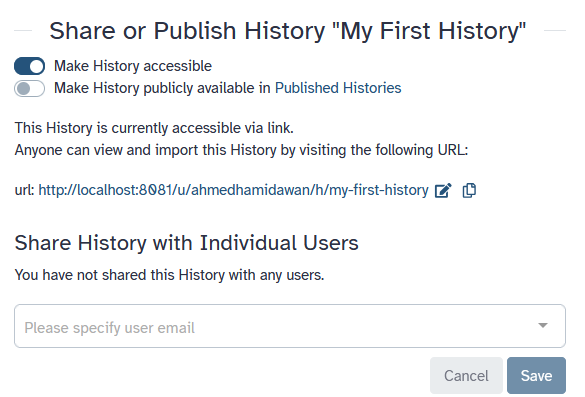 Share or Publish History "My First History"
Make History accessible
Make History publicly available in Published Histories
This History is currently accessible via link.
Anyone can view and import this History by visiting the following URL:
url: http://localhost:8081/u/ahmedhamidawan/h/my-first-history
Share History with Individual Users
You have not shared this History with any users.
Please specify user email
Cancel Save